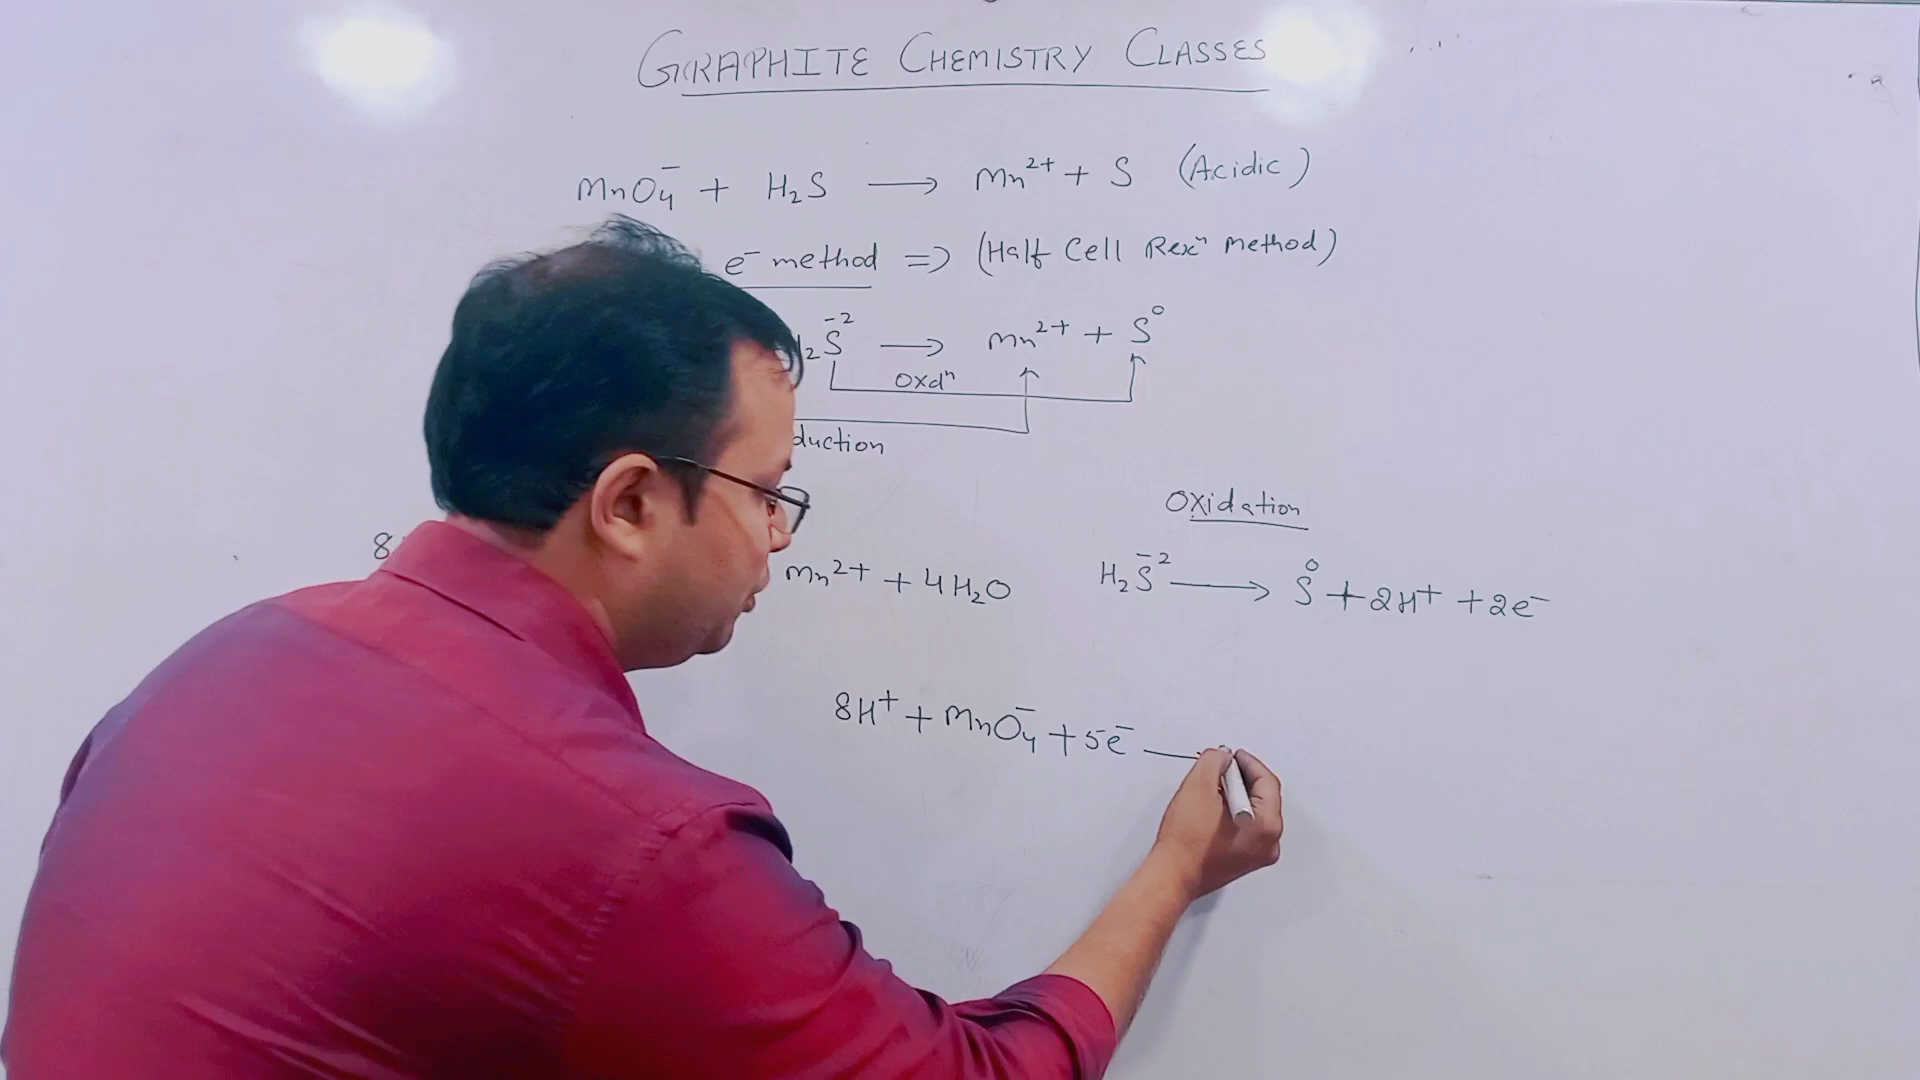 GRAPHITE CHEMISTRY CLASSES
MnO₄⁻ + H₂S ⟶ Mn²⁺ + S (Acidic)
e⁻ method ⇒ (Half Cell Rexⁿ Method)
₂S⁻² ⟶ Mn²⁺ + S⁰
Oxdⁿ
duction
Oxidation
8
Mn²⁺ + 4H₂O
H₂S⁻² ⟶ S⁰ + 2H⁺ + 2e⁻
8H⁺ + MnO₄⁻ + 5e⁻ —